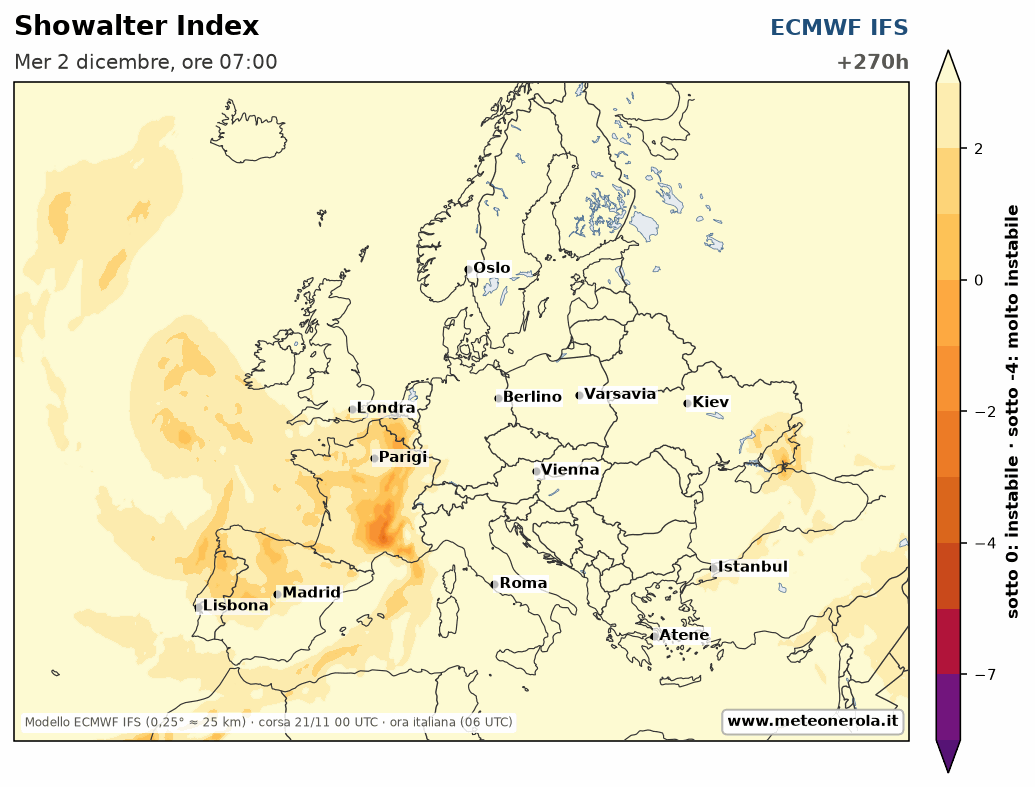 Showalter Index
ECMWF IFS
Mer 2 dicembre, ore 07:00
+270h
Oslo
Londra
Berlino
Varsavia
Kiev
Parigi
Vienna
Istanbul
Roma
Madrid
Lisbona
Atene
Modello ECMWF IFS (0,25° ≈ 25 km) · corsa 21/11 00 UTC · ora italiana (06 UTC)
www.meteonerola.it
2
0
−2
−4
−7
sotto 0: instabile · sotto -4: molto instabile